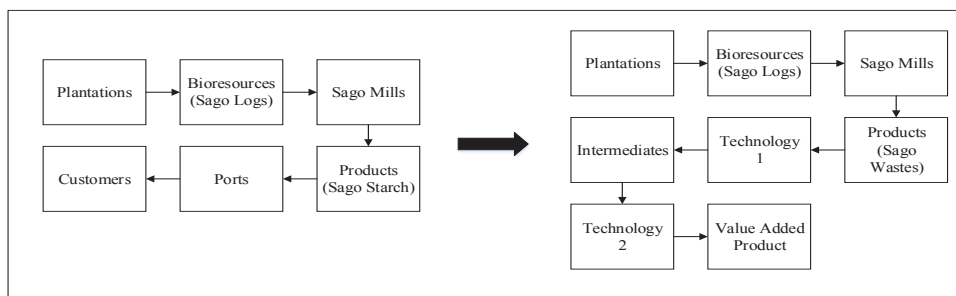 Plantations
Bioresources
(Sago Logs)
Sago Mills
Customers
Ports
Products
(Sago Starch)
Plantations
Bioresources
(Sago Logs)
Sago Mills
Intermediates
Technology
1
Products
(Sago
Wastes)
Technology
2
Value Added
Product